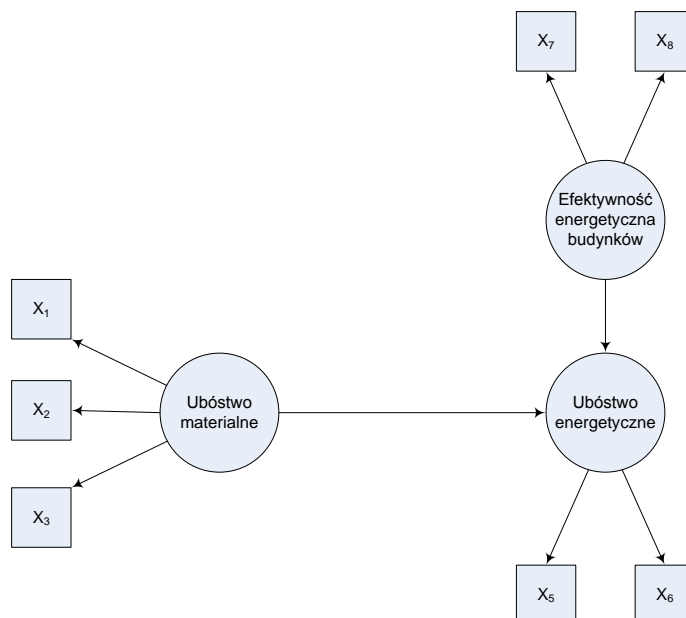 X₇
X₈
Efektywność
energetyczna
budynków
X₁
X₂
X₃
Ubóstwo
materialne
Ubóstwo
energetyczne
X₅
X₆